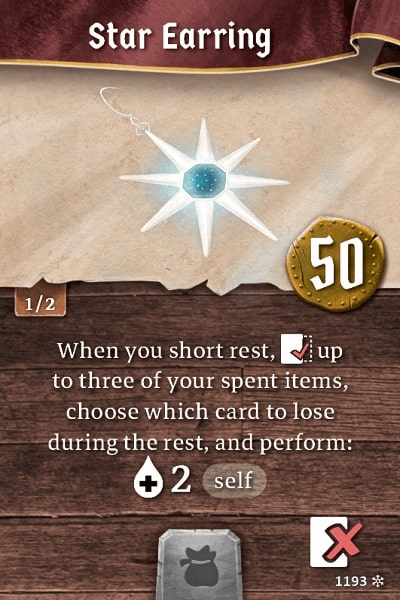 Star Earring
50
1/2
When you short rest, up
to three of your spent items,
choose which card to lose
during the rest, and perform:
2 self
1193